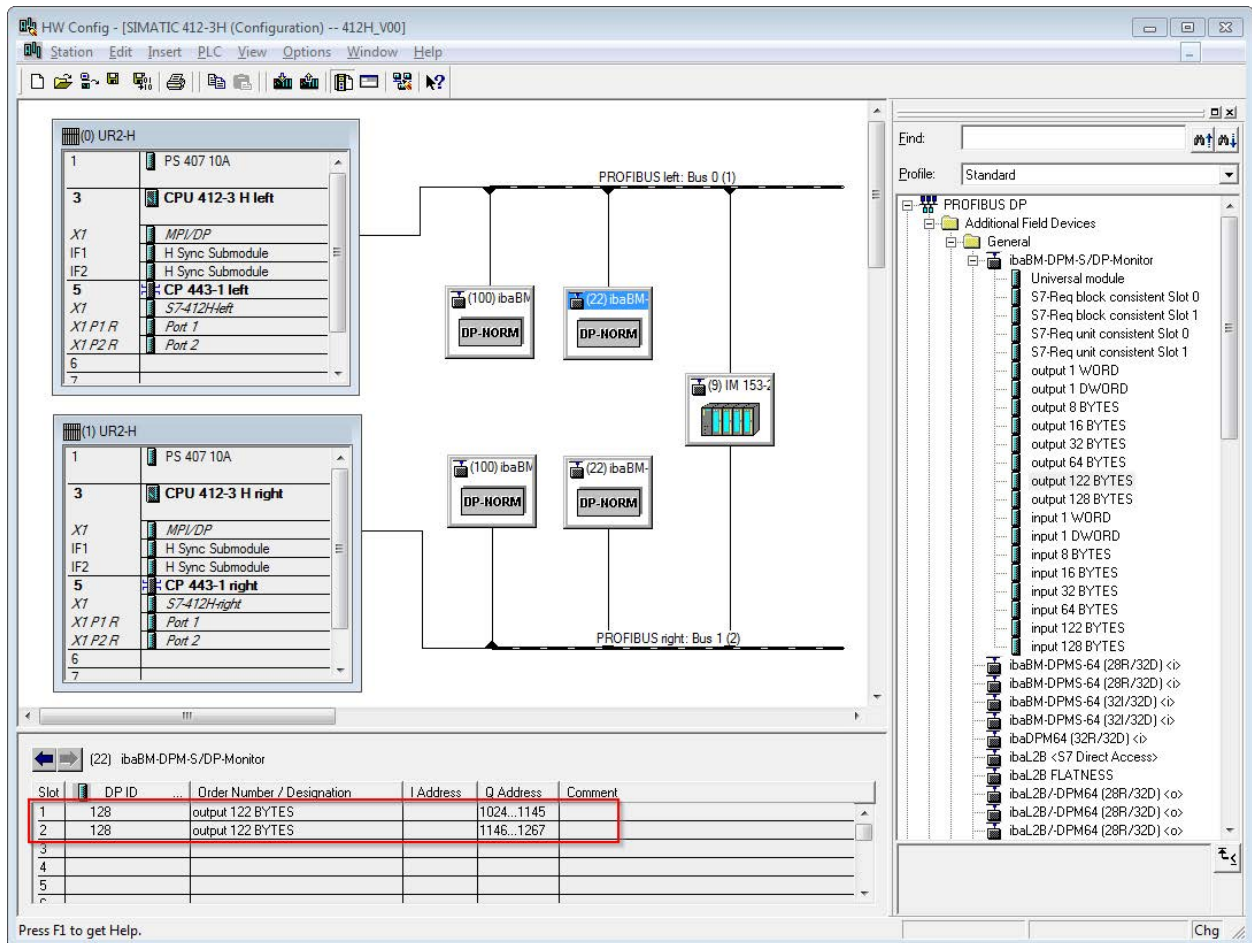 HW Config - [SIMATIC 412-3H (Configuration) -- 412H_V00]
Station Edit Insert PLC View Options Window Help
(0) UR2-H
1 PS 407 10A
3 CPU 412-3 H left
X1 MPI/DP
IF1 H Sync Submodule
IF2 H Sync Submodule
5 CP 443-1 left
X1 S7-412H-left
X1 P1 R Port 1
X1 P2 R Port 2
6
7
(1) UR2-H
1 PS 407 10A
3 CPU 412-3 H right
X1 MPI/DP
IF1 H Sync Submodule
IF2 H Sync Submodule
5 CP 443-1 right
X1 S7-412H-right
X1 P1 R Port 1
X1 P2 R Port 2
6
7
PROFIBUS left: Bus 0 (1)
(100) ibaBM
DP-NORM
(22) ibaBM-
DP-NORM
(9) IM 153-2
(100) ibaBM
DP-NORM
(22) ibaBM-
DP-NORM
PROFIBUS right: Bus 1 (2)
Find:
Profile: Standard
PROFIBUS DP
Additional Field Devices
General
ibaBM-DPM-S/DP-Monitor
Universal module
S7-Req block consistent Slot 0
S7-Req block consistent Slot 1
S7-Req unit consistent Slot 0
S7-Req unit consistent Slot 1
output 1 WORD
output 1 DWORD
output 8 BYTES
output 16 BYTES
output 32 BYTES
output 64 BYTES
output 122 BYTES
output 128 BYTES
input 1 WORD
input 1 DWORD
input 8 BYTES
input 16 BYTES
input 32 BYTES
input 64 BYTES
input 122 BYTES
input 128 BYTES
ibaBM-DPMS-64 (28R/32D) <i>
ibaBM-DPMS-64 (28R/32D) <i>
ibaBM-DPMS-64 (32I/32D) <i>
ibaBM-DPMS-64 (32I/32D) <i>
ibaDPM64 (32R/32D) <i>
ibaL2B <S7 Direct Access>
ibaL2B FLATNESS
ibaL2B/-DPM64 (28R/32D) <o>
ibaL2B/-DPM64 (28R/32D) <o>
ibaL2B/-DPM64 (28R/32D) <o>
(22) ibaBM-DPM-S/DP-Monitor
Slot DP ID ... Order Number / Designation I Address Q Address Comment
1 128 output 122 BYTES 1024...1145
2 128 output 122 BYTES 1146...1267
3
4
5
Press F1 to get Help.
Chg